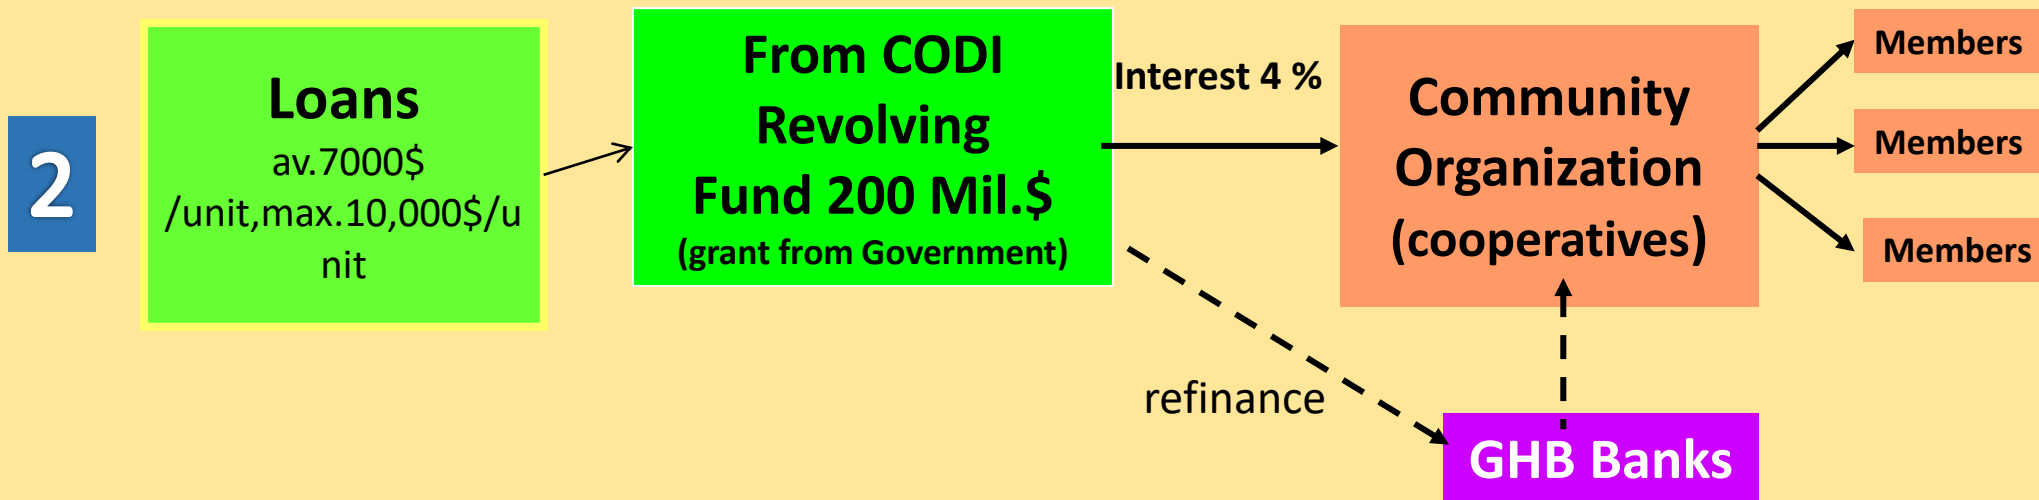 2
Loans
av.7000$
/unit,max.10,000$/u
nit
From CODI
Revolving
Fund 200 Mil.$
(grant from Government)
Interest 4 %
Community
Organization
(cooperatives)
Members
Members
Members
refinance
GHB Banks